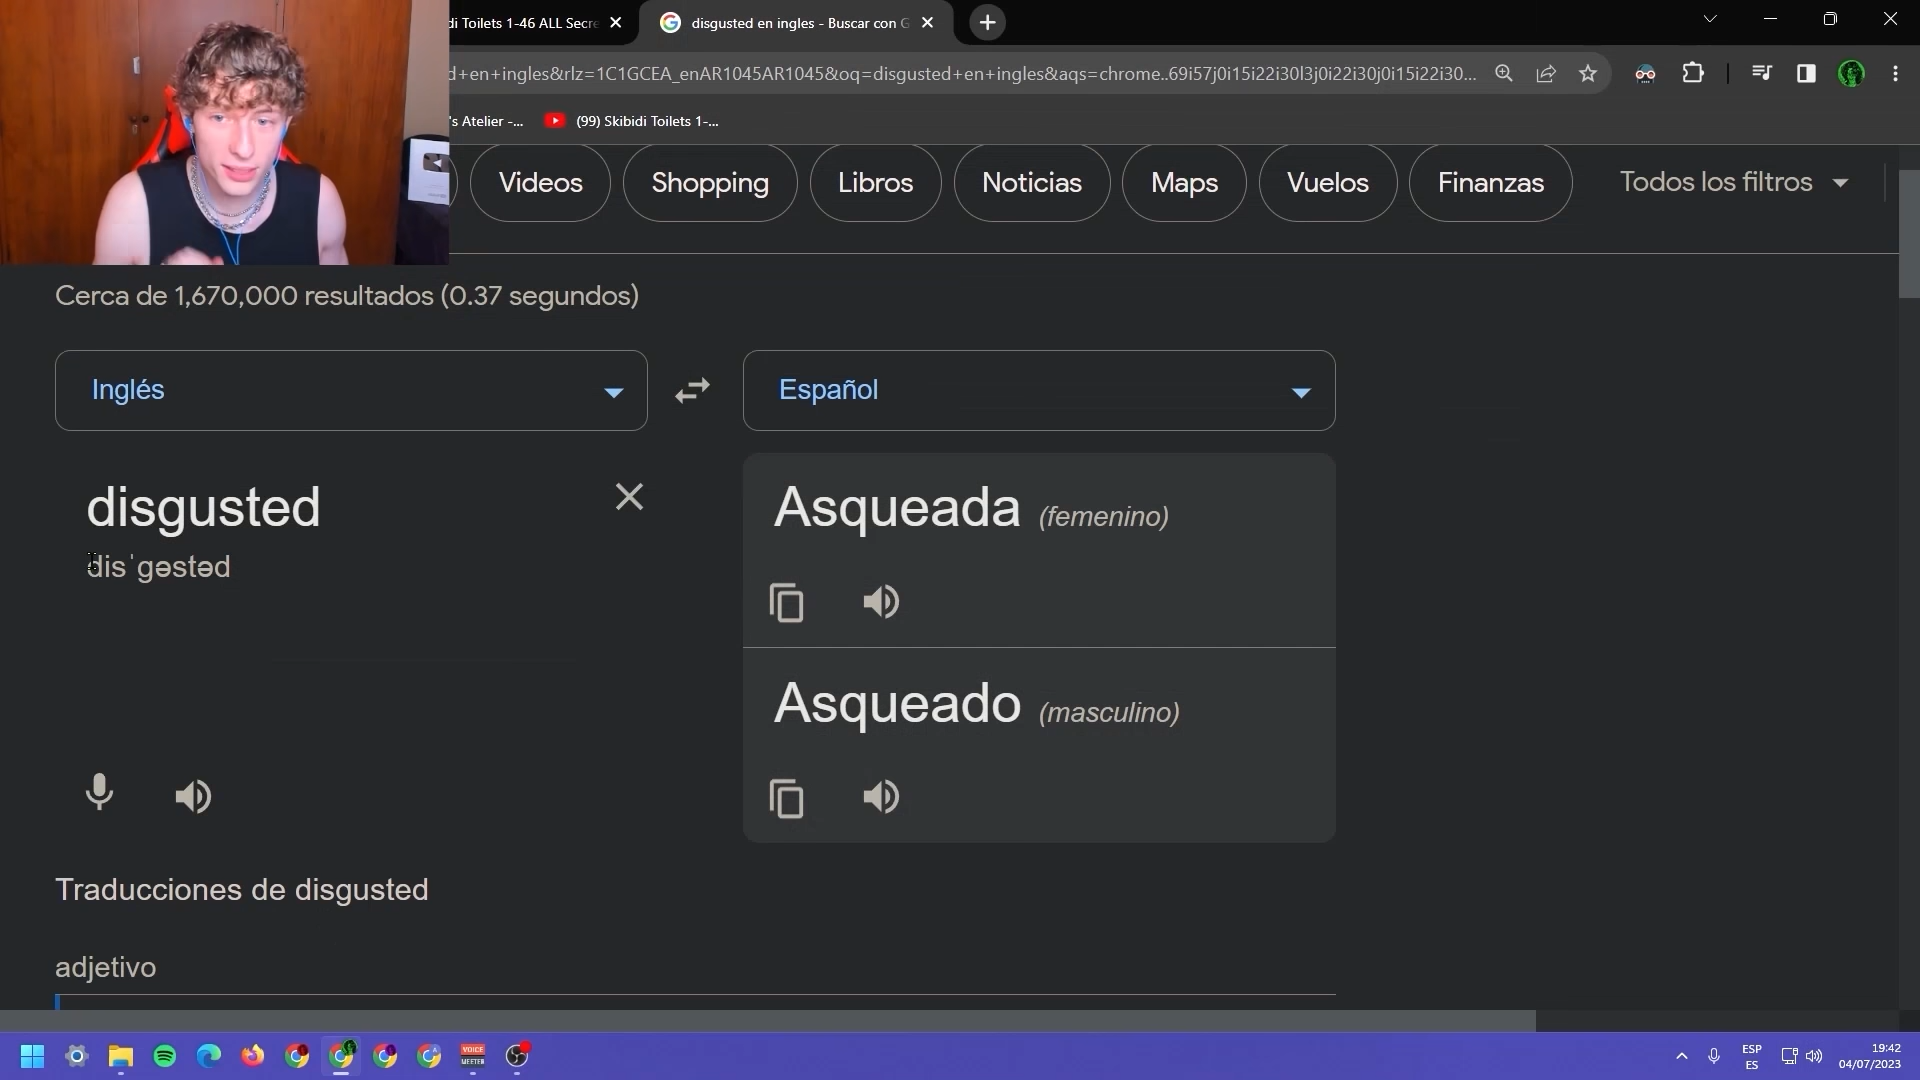 di Toilets 1-46 ALL Secre
disgusted en ingles - Buscar con G
d+en+ingles&rlz=1C1GCEA_enAR1045AR1045&oq=disgusted+en+ingles&aqs=chrome..69i57j0i15i22i30l3j0i22i30j0i15i22i30...
's Atelier -...
(99) Skibidi Toilets 1-...
Videos
Shopping
Libros
Noticias
Maps
Vuelos
Finanzas
Todos los filtros
Cerca de 1,670,000 resultados (0.37 segundos)
Inglés
Español
disgusted
disˈɡəstəd
Asqueada (femenino)
Asqueado (masculino)
Traducciones de disgusted
adjetivo
VOICE
MEETER
ESP
ES
19:42
04/07/2023